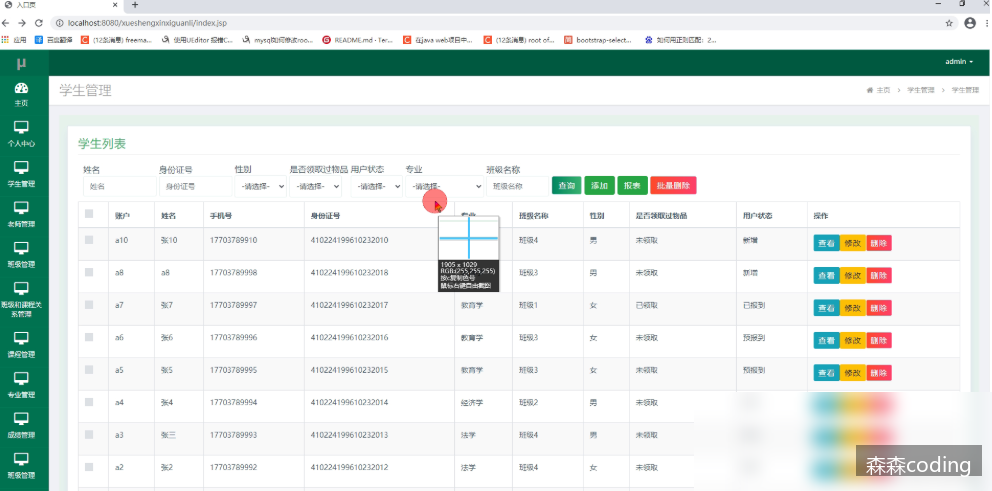 入口页
localhost:8080/xueshengxinxiguanli/index.jsp
应用 百度翻译 (12条消息) freema... 使用UEditor 报错C... mysql如何修改roo... README.md · Ter... 在java web项目中... (12条消息) root of... bootstrap-select... 如何用正则匹配：2...
μ admin
学生管理 主页 > 学生管理 > 学生管理
主页
个人中心
学生管理
老师管理
班级管理
班级和课程关
系管理
课程管理
专业管理
成绩管理
班级管理
学生列表
姓名 身份证号 性别 是否领取过物品 用户状态 专业 班级名称
姓名 身份证号 -请选择- -请选择- -请选择- -请选择- 班级名称 查询 添加 报表 批量删除
账户 姓名 手机号 身份证号 专业 班级名称 性别 是否领取过物品 用户状态 操作
a10 张10 17703789910 410224199610232010 班级4 男 未领取 新增 查看 修改 删除
a8 a8 17703789998 410224199610232018 班级3 男 未领取 新增 查看 修改 删除
a7 张7 17703789997 410224199610232017 教育学 班级1 女 已领取 已报到 查看 修改 删除
a6 张6 17703789996 410224199610232016 教育学 班级3 女 未领取 预报到 查看 修改 删除
a5 张5 17703789995 410224199610232015 教育学 班级3 女 未领取 预报到 查看 修改 删除
a4 张4 17703789994 410224199610232014 经济学 班级2 男 未领取
a3 张三 17703789993 410224199610232013 法学 班级4 男 未领取
a2 张2 17703789992 410224199610232012 法学 班级4 女 未领取
1905 x 1029
RGB:(255,255,255)
按c复制色号
鼠标右键自由截图
森森coding